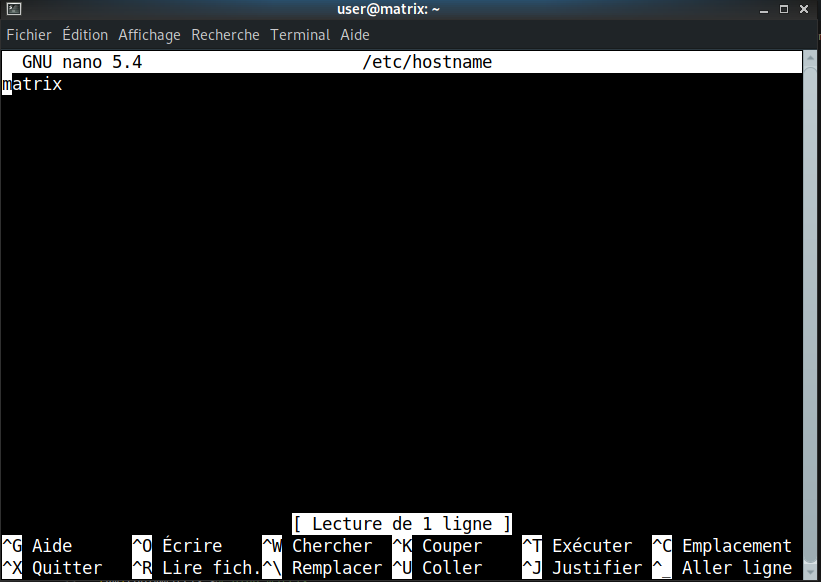 user@matrix: ~
Fichier Édition Affichage Recherche Terminal Aide
GNU nano 5.4 /etc/hostname
matrix
[ Lecture de 1 ligne ]
^G Aide ^O Écrire ^W Chercher ^K Couper ^T Exécuter ^C Emplacement
^X Quitter ^R Lire fich. ^\ Remplacer ^U Coller ^J Justifier ^_ Aller ligne